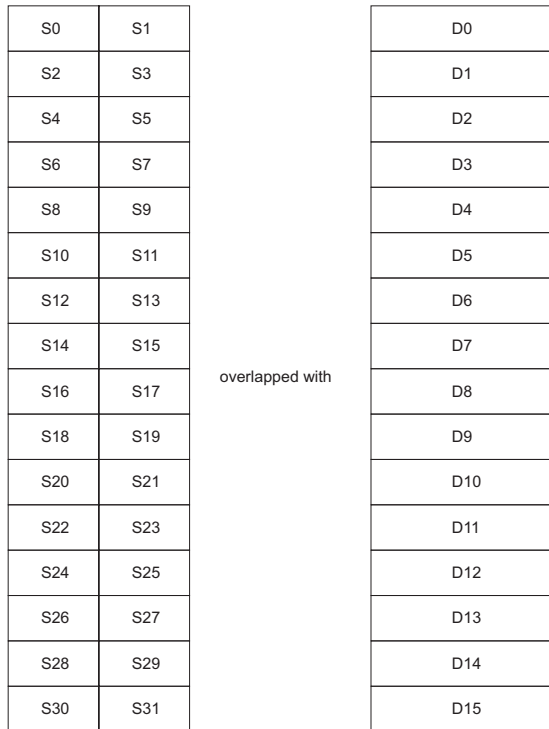 S0 S1 D0
S2 S3 D1
S4 S5 D2
S6 S7 D3
S8 S9 D4
S10 S11 D5
S12 S13 D6
S14 S15 D7
overlapped with
S16 S17 D8
S18 S19 D9
S20 S21 D10
S22 S23 D11
S24 S25 D12
S26 S27 D13
S28 S29 D14
S30 S31 D15